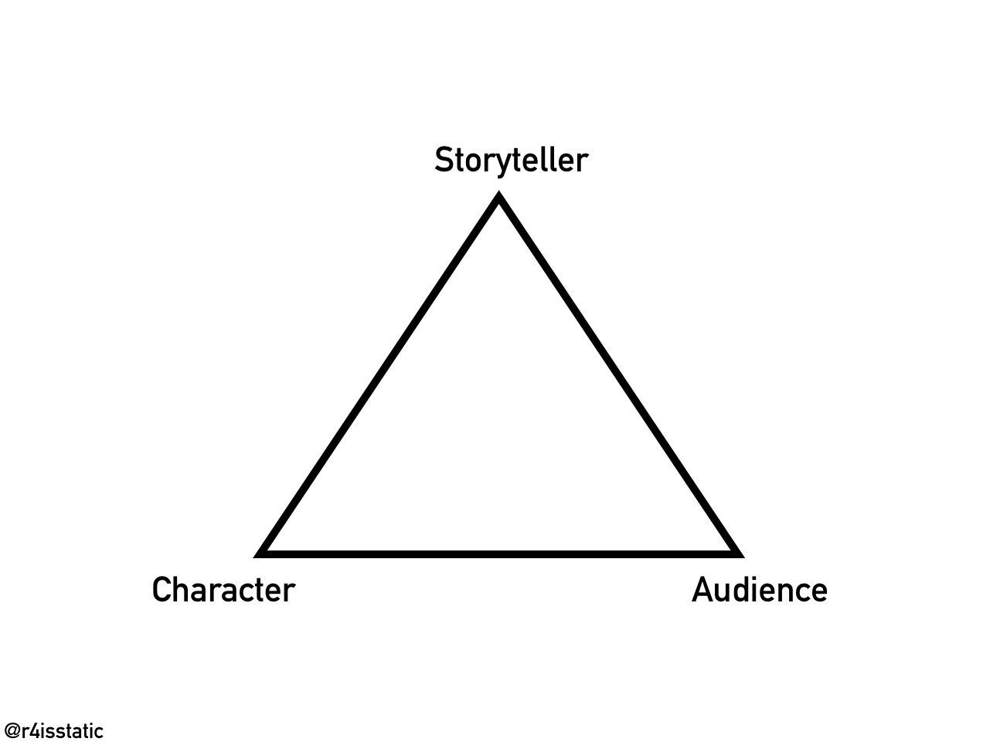 Storyteller
Character
Audience
@r4isstatic